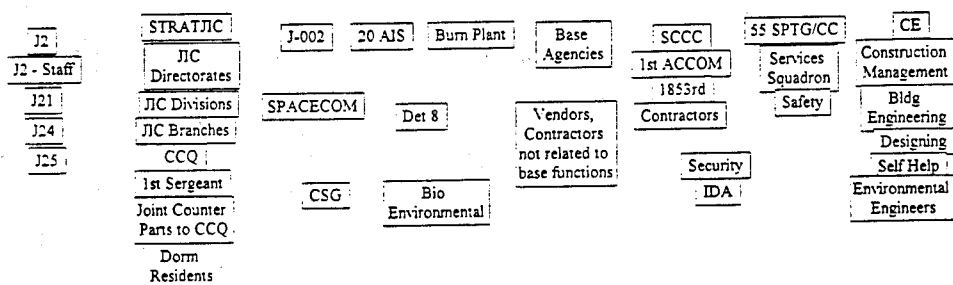 J2
J2 - Staff
J21
J24
J25
STRATJIC
JIC
Directorates
JIC Divisions
JIC Branches
CCQ
1st Sergeant
Joint Counter
Parts to CCQ
Dorm
Residents
J-002
SPACECOM
CSG
20 AIS
Det 8
Bio
Environmental
Burn Plant
Base
Agencies
Vendors,
Contractors
not related to
base functions
SCCC
1st ACCOM
1853rd
Contractors
Security
IDA
55 SPTG/CC
Services
Squadron
Safety
CE
Construction
Management
Bldg
Engineering
Designing
Self Help
Environmental
Engineers